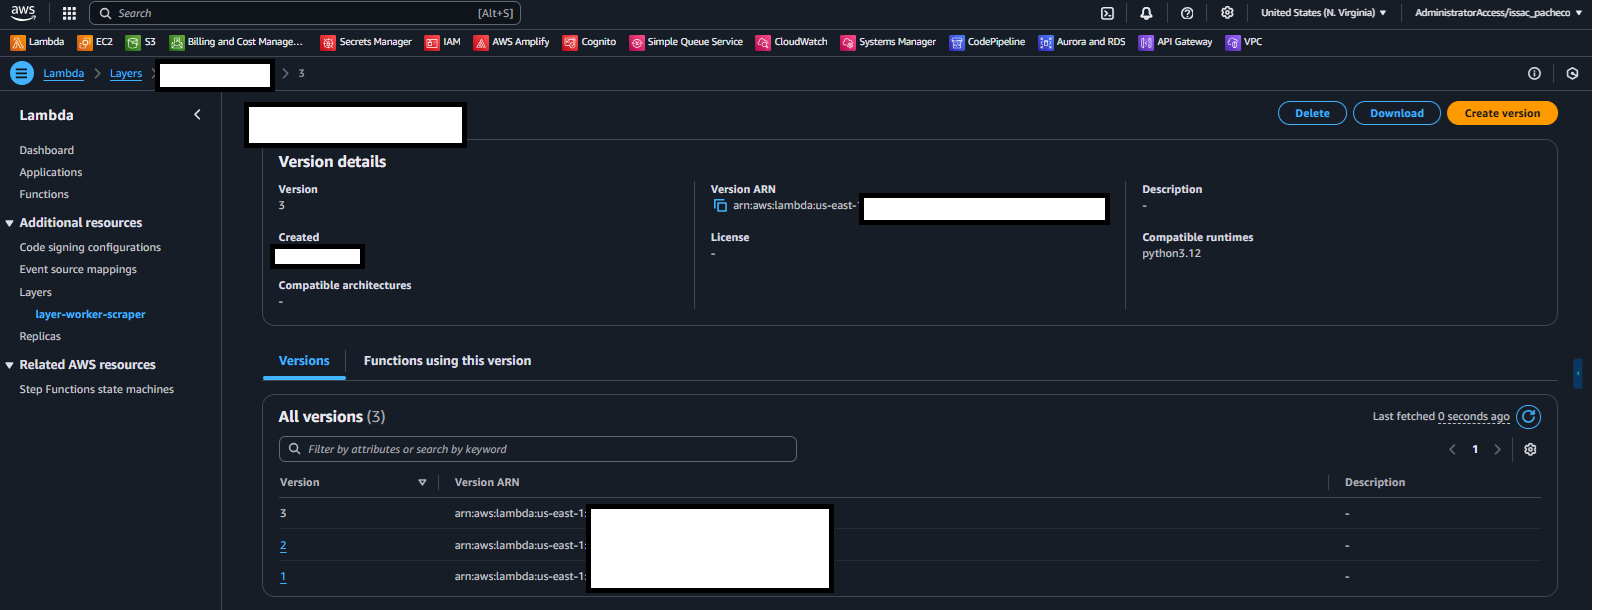 aws Search [Alt+S] United States (N. Virginia) ▼ AdministratorAccess/issac_pacheco ▼
Lambda EC2 S3 Billing and Cost Manage... Secrets Manager IAM AWS Amplify Cognito Simple Queue Service CloudWatch Systems Manager CodePipeline Aurora and RDS API Gateway VPC
Lambda > Layers > > 3
Lambda
Dashboard
Applications
Functions
Additional resources
Code signing configurations
Event source mappings
Layers
layer-worker-scraper
Replicas
Related AWS resources
Step Functions state machines
Delete Download Create version
Version details
Version
3
Created
Compatible architectures
-
Version ARN
arn:aws:lambda:us-east-1
License
-
Description
-
Compatible runtimes
python3.12
Versions Functions using this version
All versions (3) Last fetched 0 seconds ago
Filter by attributes or search by keyword 1
Version Version ARN Description
3 arn:aws:lambda:us-east-1: -
2 arn:aws:lambda:us-east-1: -
1 arn:aws:lambda:us-east-1: -